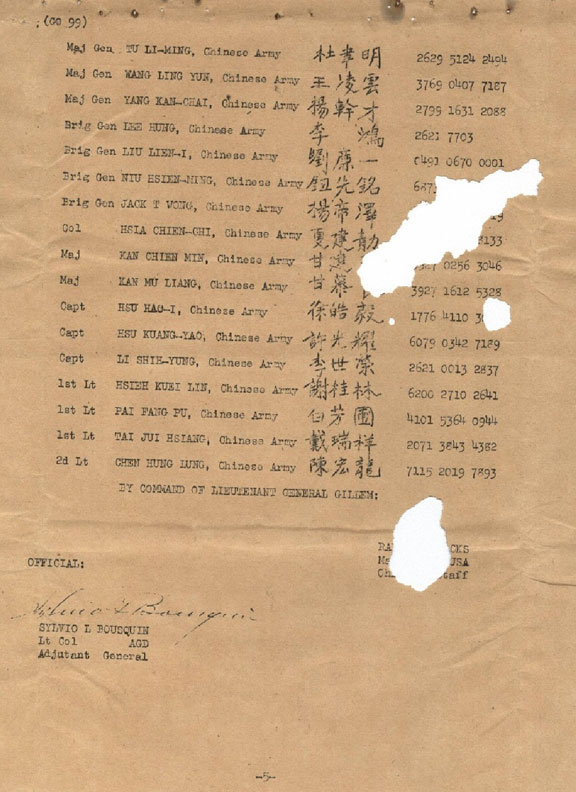 (GO 99)
Maj Gen TU LI-MING, Chinese Army 杜聿明 2629 5124 2494
Maj Gen WANG LING YUN, Chinese Army 王凌雲 3769 0407 7187
Maj Gen YANG KAN-CHAI, Chinese Army 楊幹才 2799 1631 2088
Brig Gen LEE HUNG, Chinese Army 李鴻 2621 7703
Brig Gen LIU LIEN-I, Chinese Army 劉廉一 0491 0670 0001
Brig Gen NIU HSIEN-MING, Chinese Army 鈕先銘
Brig Gen JACK T WONG, Chinese Army 楊帝澤
Col HSIA CHIEN-CHI, Chinese Army 夏建勣
Maj KAN CHIEN MIN, Chinese Army 甘 0256 3046
Maj KAN MU LIANG, Chinese Army 甘慕 3927 1612 5328
Capt HSU HAO-I, Chinese Army 徐皓毅 1776 4110
Capt HSU KUANG-YAO, Chinese Army 許光耀 6079 0342 7189
Capt LI SHIH-YUNG, Chinese Army 李世榮 2621 0013 2837
1st Lt HSIEH KUEI LIN, Chinese Army 謝桂林 6200 2710 2641
1st Lt PAI FANG PU, Chinese Army 白芳圃 4101 5364 0944
1st Lt TAI JUI HSIANG, Chinese Army 戴瑞祥 2071 3843 4382
2d Lt CHEN HUNG LUNG, Chinese Army 陳宏龍 7115 2019 7893
BY COMMAND OF LIEUTENANT GENERAL GILLEM:
OFFICIAL:
SYLVIO L BOUSQUIN
Lt Col AGD
Adjutant General
-5-